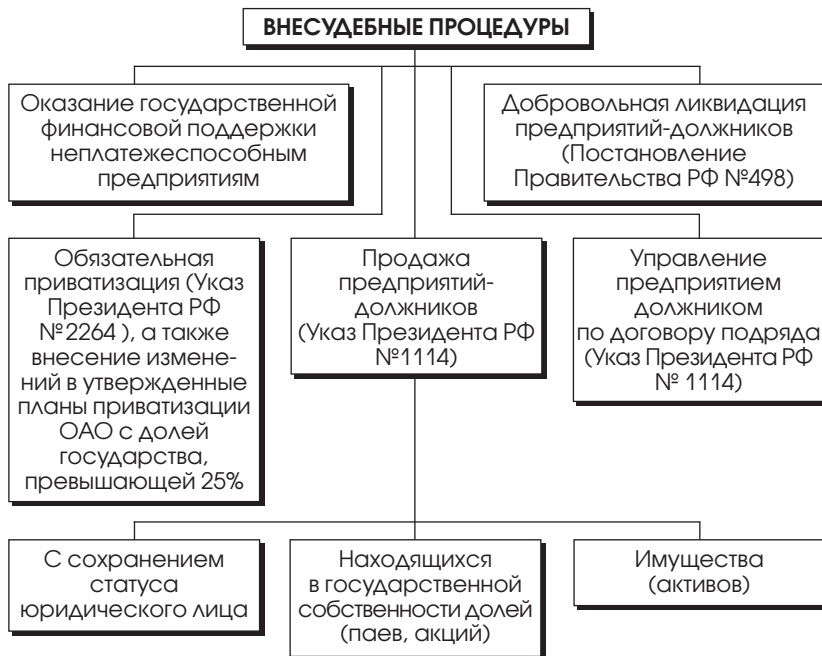 ВНЕСУДЕБНЫЕ ПРОЦЕДУРЫ
Оказание государственной
финансовой поддержки
неплатежеспособным
предприятиям
Добровольная ликвидация
предприятий-должников
(Постановление
Правительства РФ №498)
Обязательная
приватизация (Указ
Президента РФ
№2264 ), а также
внесение измене-
ний в утвержденные
планы приватизации
ОАО с долей
государства,
превышающей 25%
Продажа
предприятий-
должников
(Указ Президента РФ
№1114)
Управление
предприятием
должником
по договору подряда
(Указ Президента РФ
№ 1114)
С сохранением
статуса
юридического лица
Находящихся
в государственной
собственности долей
(паев, акций)
Имущества
(активов)